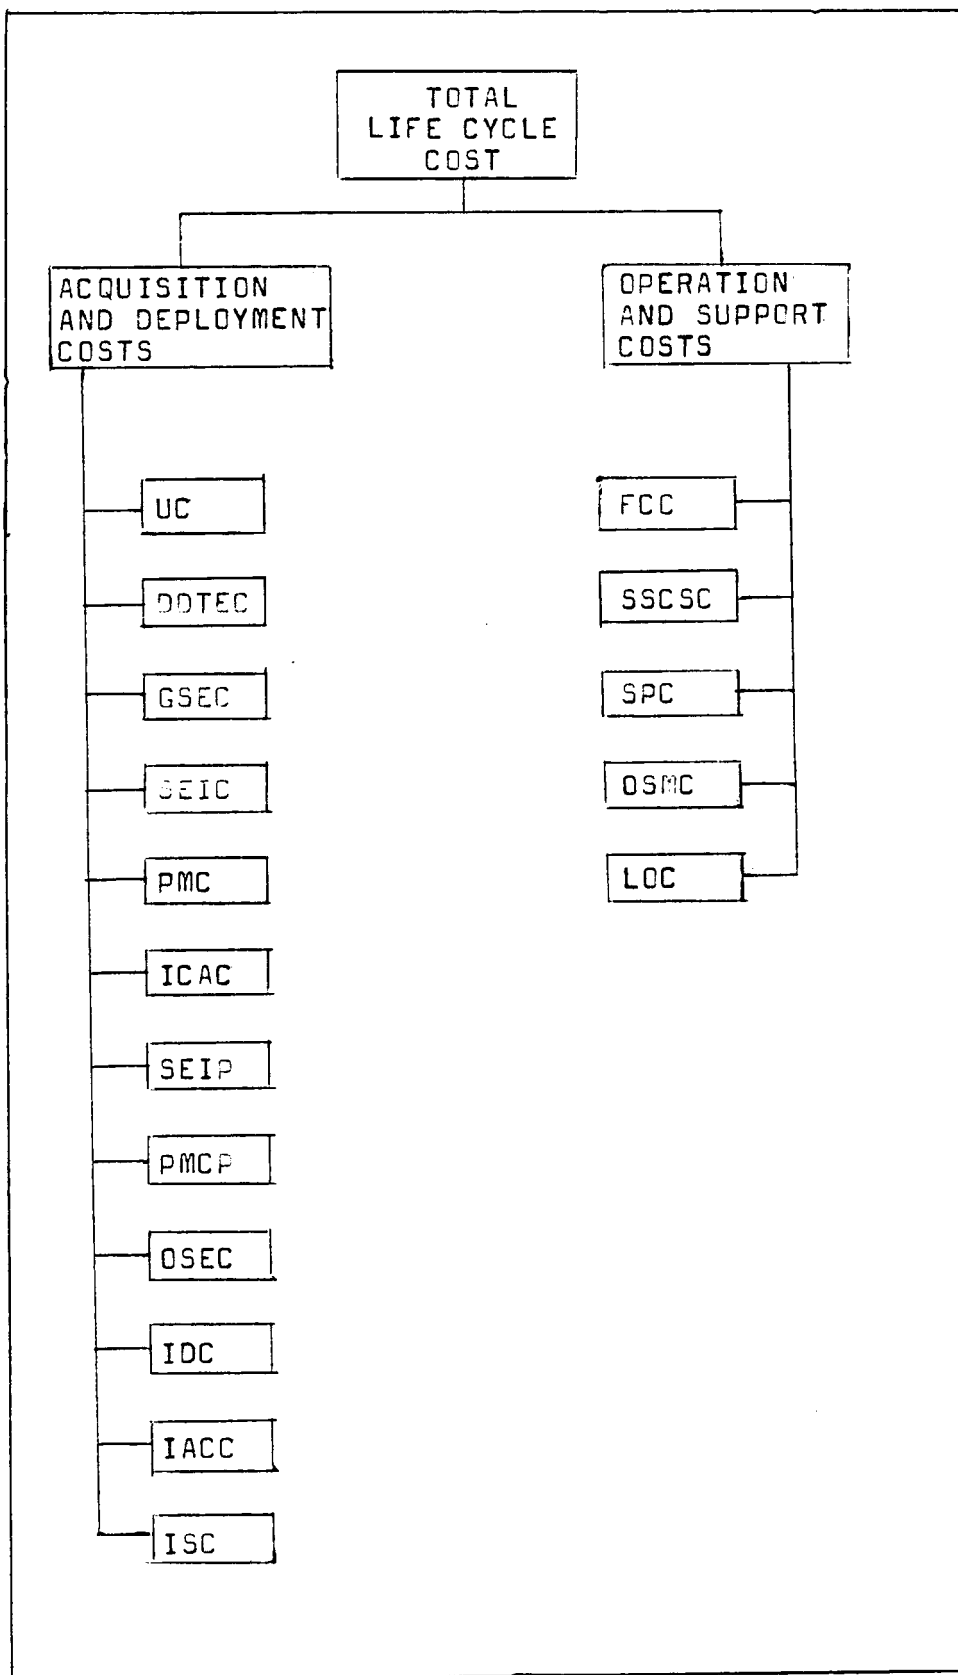 TOTAL
LIFE CYCLE
COST
ACQUISITION
AND DEPLOYMENT
COSTS
OPERATION
AND SUPPORT
COSTS
UC
DDTEC
GSEC
SEIC
PMC
ICAC
SEIP
PMCP
OSEC
IDC
IACC
ISC
FCC
SSCSC
SPC
OSMC
LOC